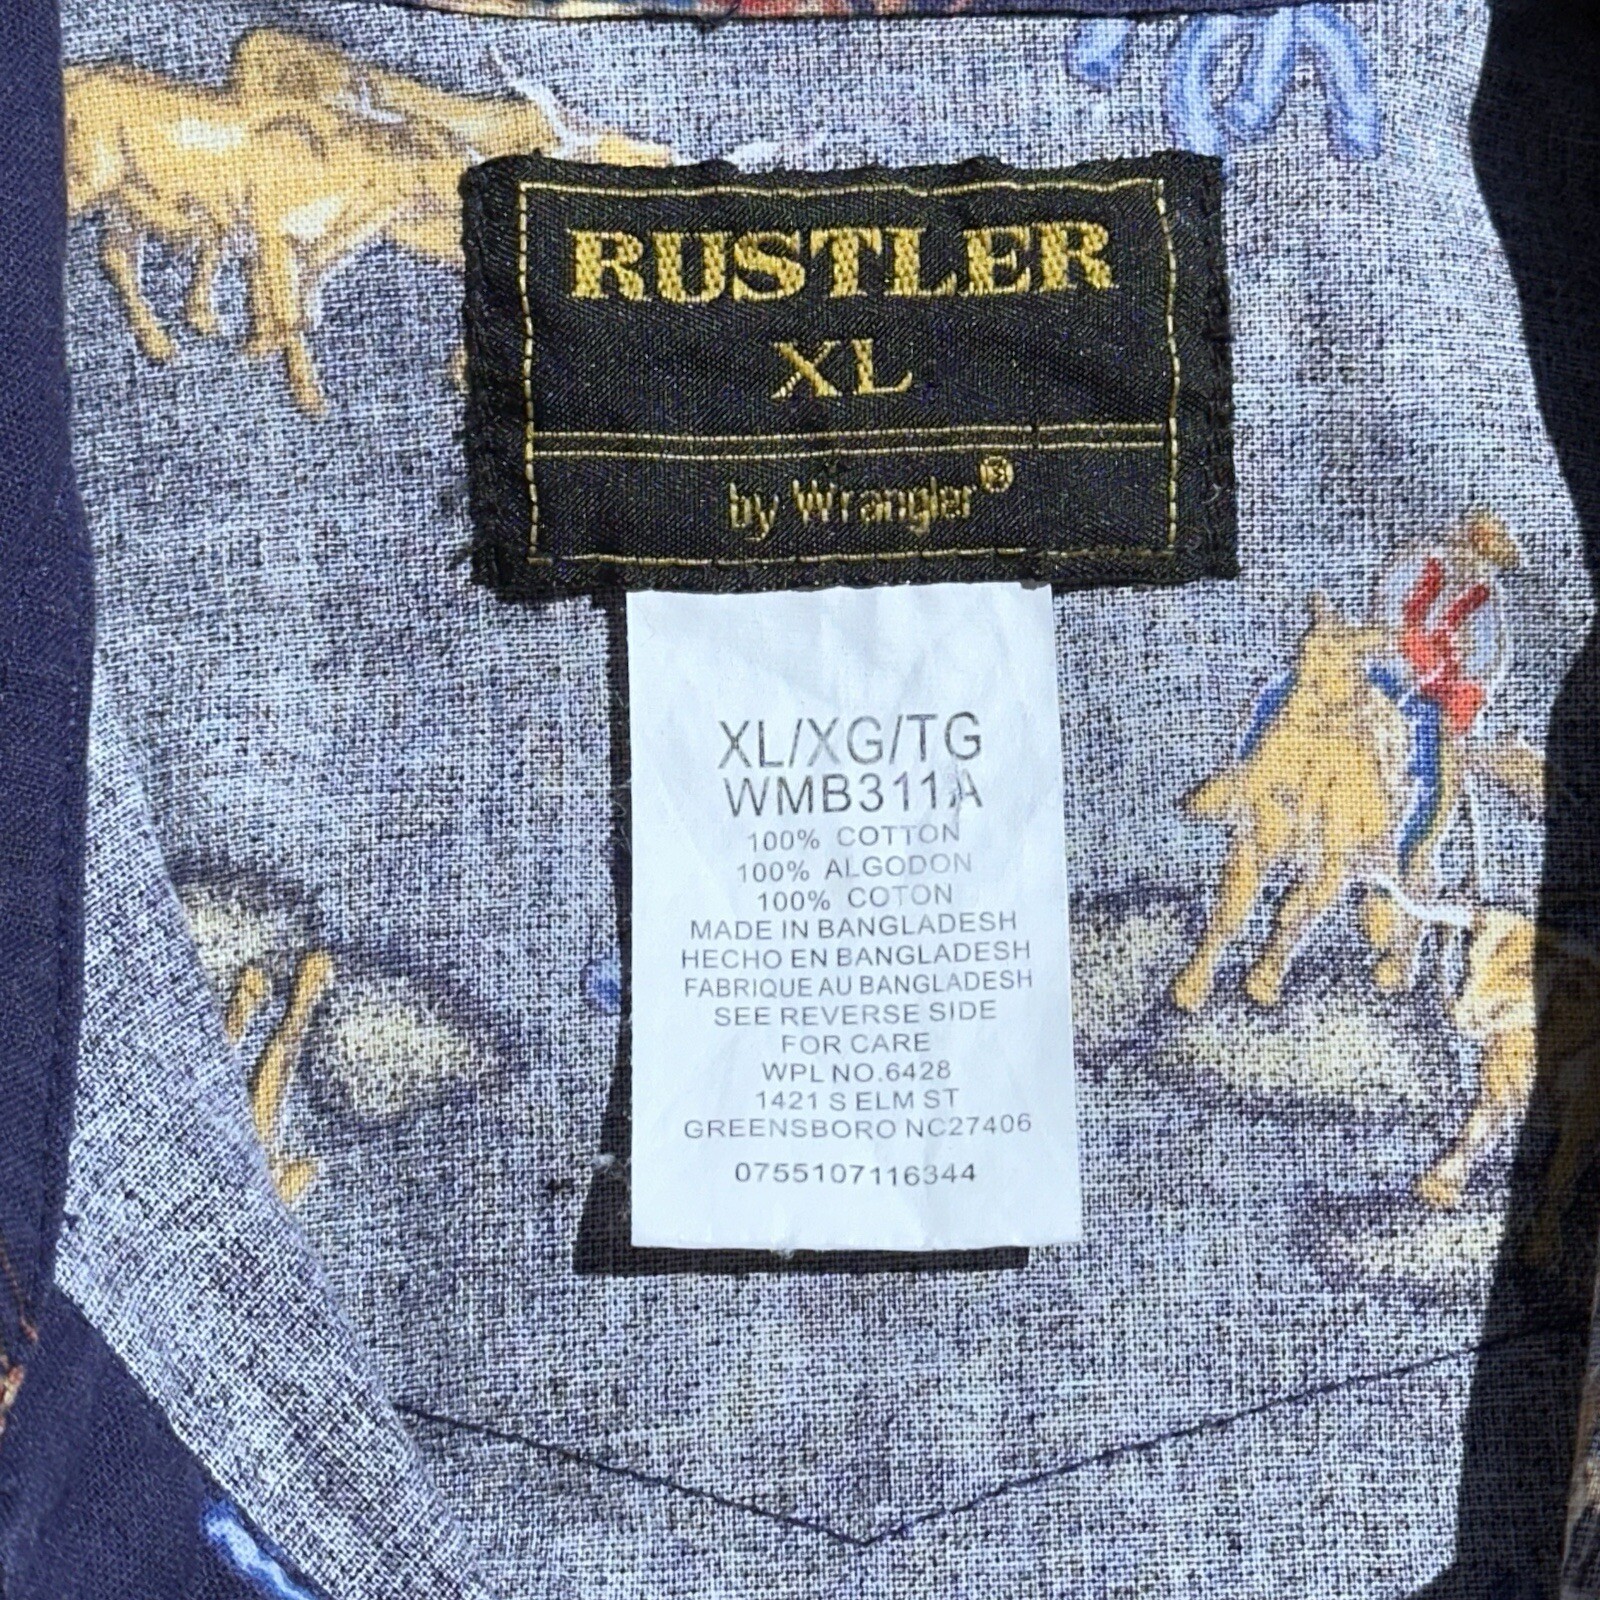 RUSTLER
XL
by Wrangler®
XL/XG/TG
WMB311A
100% COTTON
100% ALGODON
100% COTON
MADE IN BANGLADESH
HECHO EN BANGLADESH
FABRIQUE AU BANGLADESH
SEE REVERSE SIDE
FOR CARE
WPL NO.6428
1421 S ELM ST
GREENSBORO NC27406
0755107116344